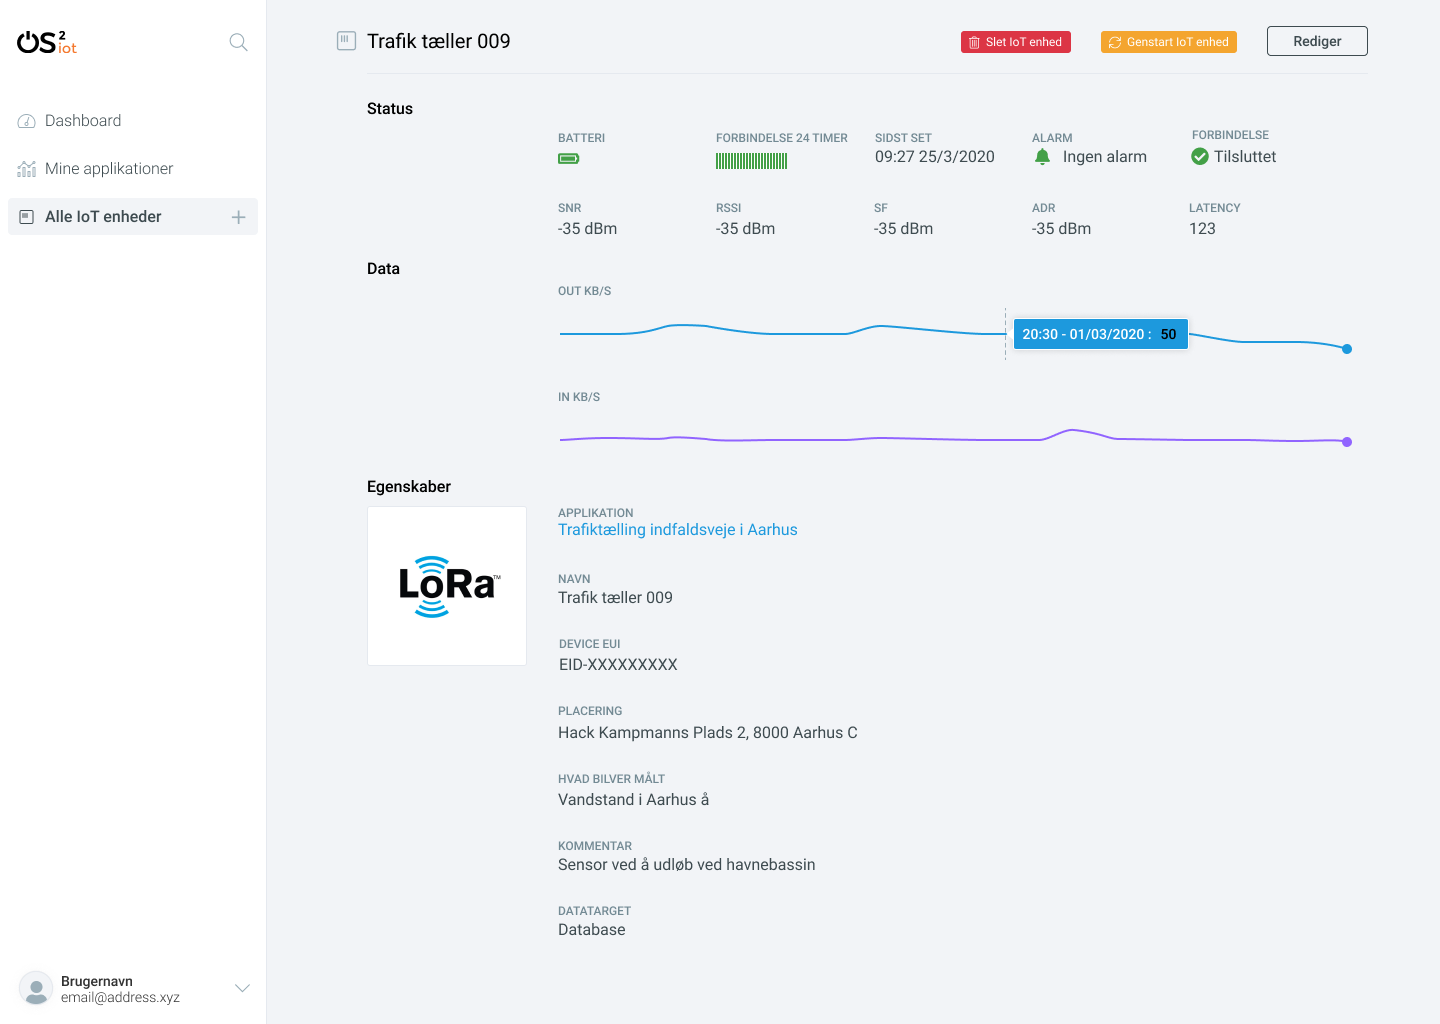 OS2 iot
Dashboard
Mine applikationer
Alle IoT enheder
Brugernavn
email@address.xyz
Trafik tæller 009
Slet IoT enhed
Genstart IoT enhed
Rediger
Status
BATTERI
FORBINDELSE 24 TIMER
SIDST SET
09:27 25/3/2020
ALARM
Ingen alarm
FORBINDELSE
Tilsluttet
SNR
-35 dBm
RSSI
-35 dBm
SF
-35 dBm
ADR
-35 dBm
LATENCY
123
Data
OUT KB/S
20:30 - 01/03/2020 : 50
IN KB/S
Egenskaber
LoRa™
APPLIKATION
Trafiktælling indfaldsveje i Aarhus
NAVN
Trafik tæller 009
DEVICE EUI
EID-XXXXXXXXX
PLACERING
Hack Kampmanns Plads 2, 8000 Aarhus C
HVAD BILVER MÅLT
Vandstand i Aarhus å
KOMMENTAR
Sensor ved å udløb ved havnebassin
DATATARGET
Database